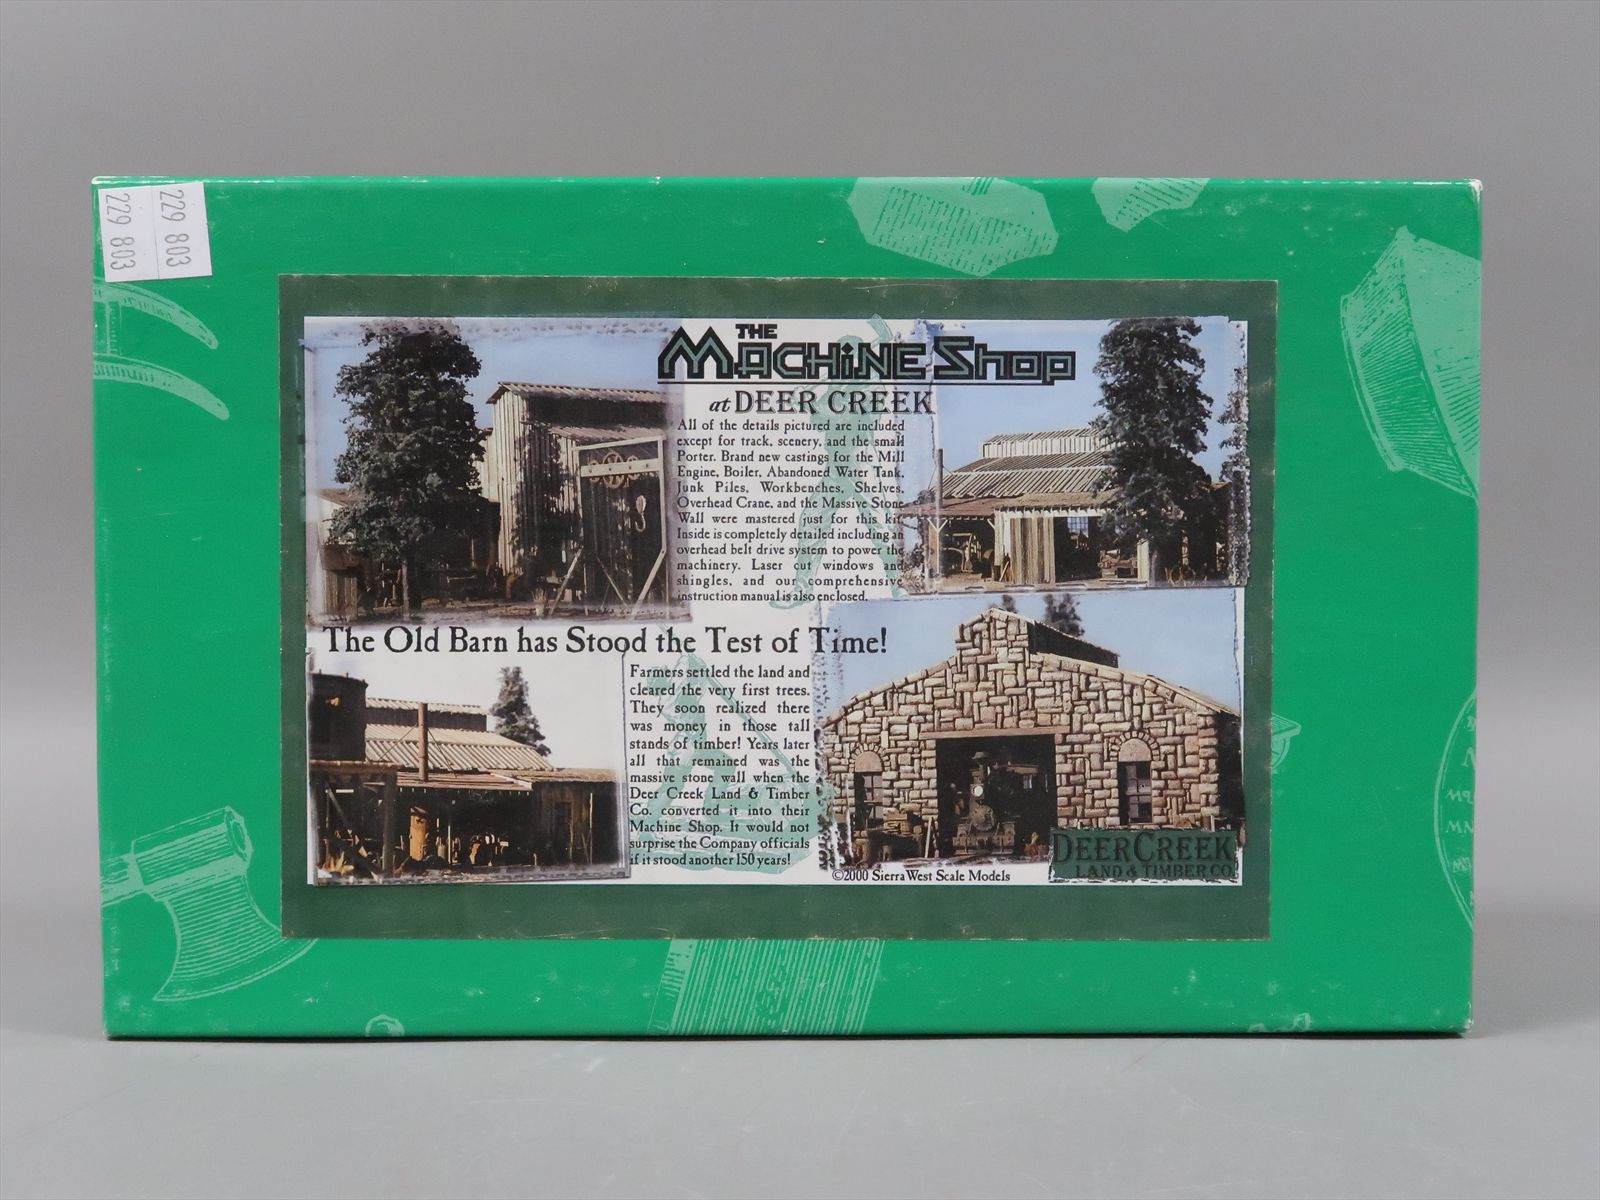 229 803
229 803
THE
MACHINE Shop
at DEER CREEK
All of the details pictured are included
except for track, scenery, and the small
Porter. Brand new castings for the Mill
Engine, Boiler, Abandoned Water Tank,
Junk Piles, Workbenches, Shelves,
Overhead Crane, and the Massive Stone
Wall were mastered just for this kit.
Inside is completely detailed including an
overhead belt drive system to power the
machinery. Laser cut windows and
shingles, and our comprehensive
instruction manual is also enclosed.
The Old Barn has Stood the Test of Time!
Farmers settled the land and
cleared the very first trees.
They soon realized there
was money in those tall
stands of timber! Years later
all that remained was the
massive stone wall when the
Deer Creek Land & Timber
Co. converted it into their
Machine Shop. It would not
surprise the Company officials
if it stood another 150 years!
©2000 SierraWest Scale Models
DEER CREEK
LAND & TIMBER CO.